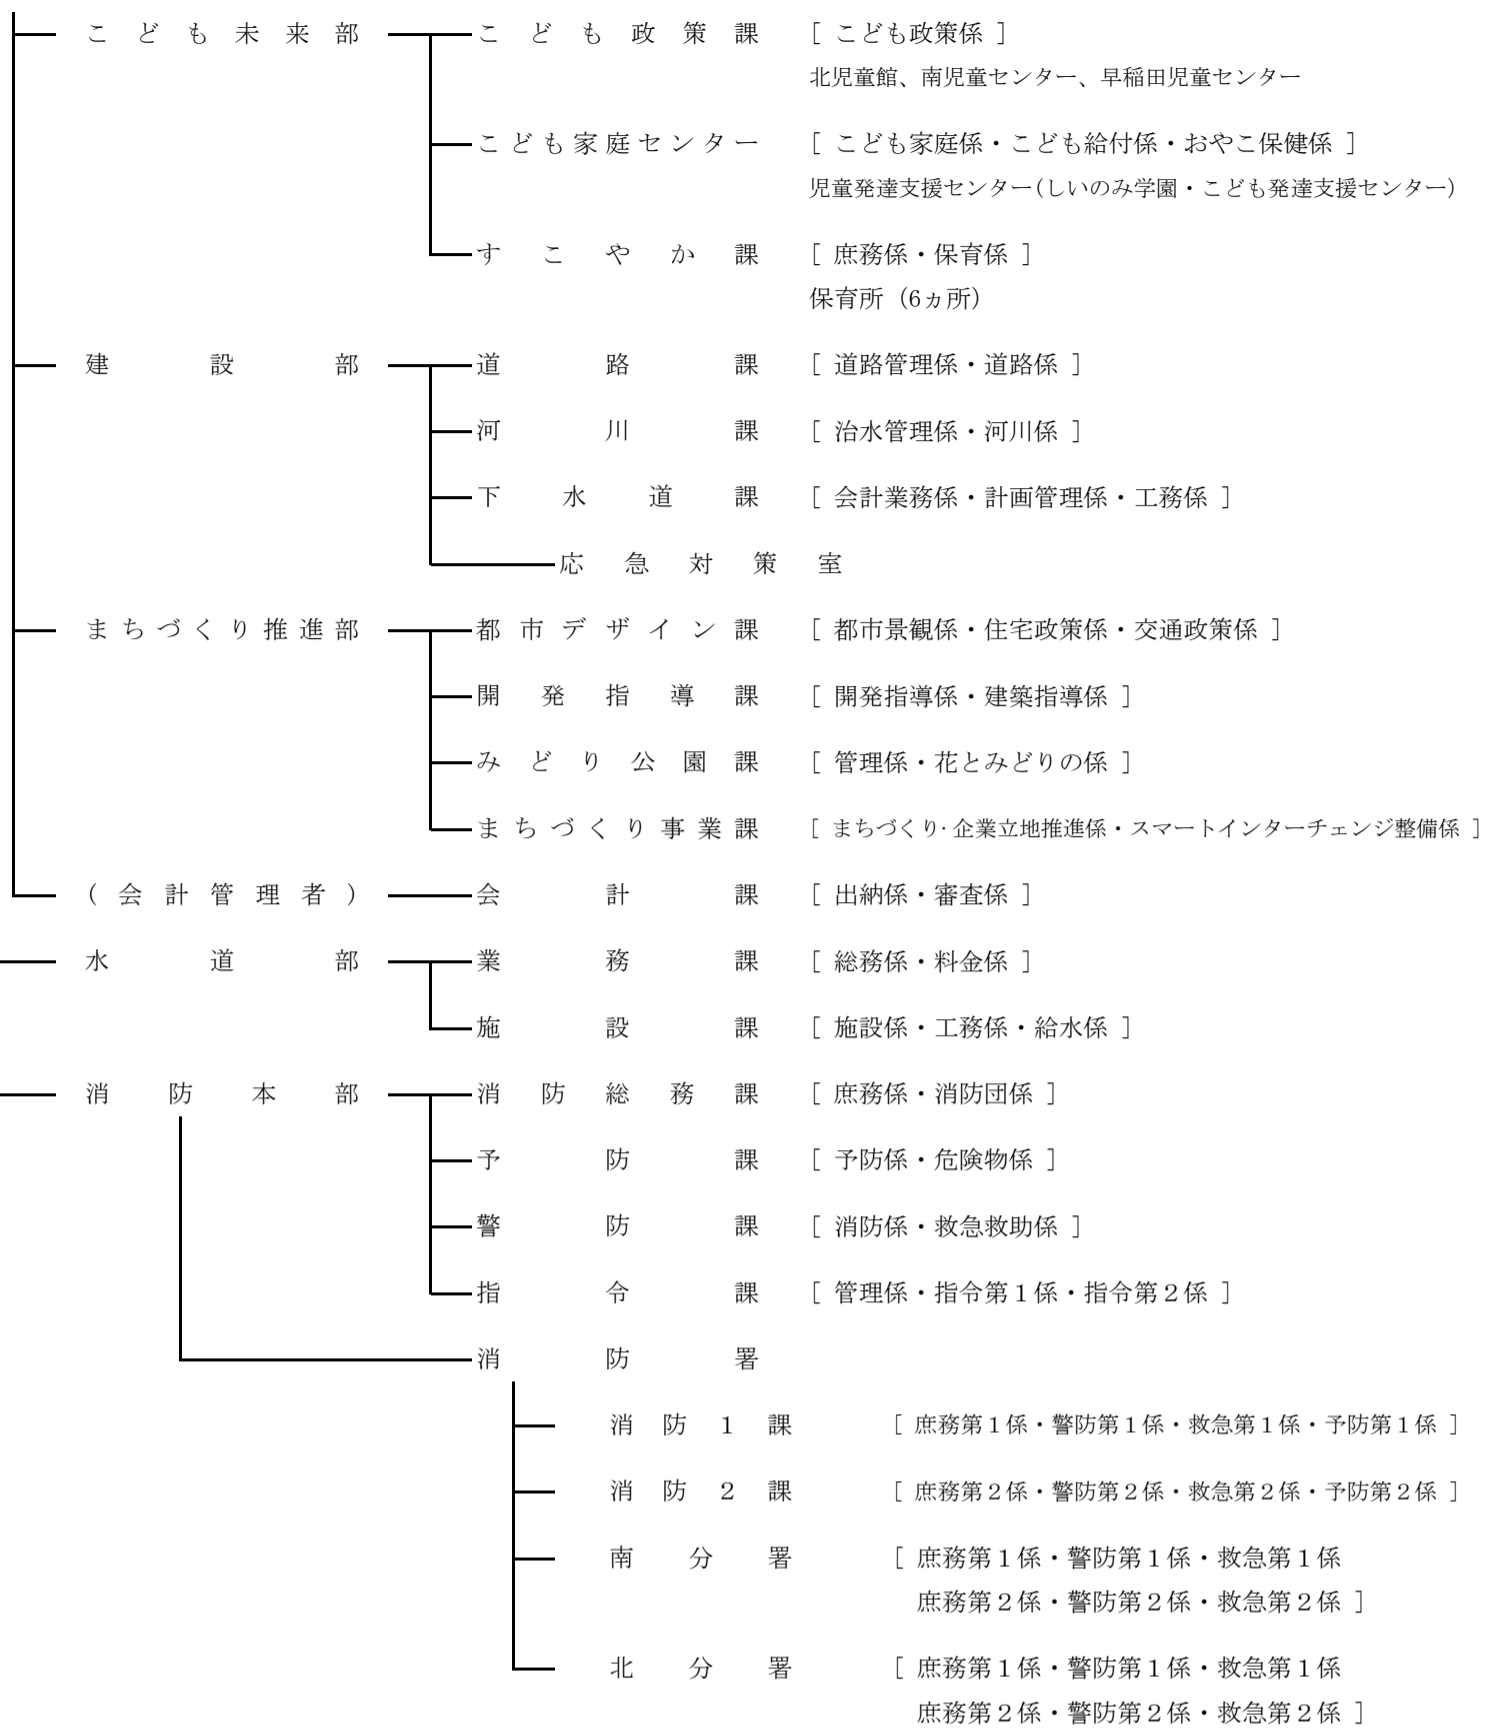 こども未来部 こども政策課 [ こども政策係 ]
北児童館、南児童センター、早稲田児童センター
こども家庭センター [ こども家庭係・こども給付係・おやこ保健係 ]
児童発達支援センター(しいのみ学園・こども発達支援センター)
すこやか課 [ 庶務係・保育係 ]
保育所（6ヵ所）
建設部 道路課 [ 道路管理係・道路係 ]
河川課 [ 治水管理係・河川係 ]
下水道課 [ 会計業務係・計画管理係・工務係 ]
応急対策室
まちづくり推進部 都市デザイン課 [ 都市景観係・住宅政策係・交通政策係 ]
開発指導課 [ 開発指導係・建築指導係 ]
みどり公園課 [ 管理係・花とみどりの係 ]
まちづくり事業課 [ まちづくり･企業立地推進係・スマートインターチェンジ整備係 ]
(会計管理者) 会計課 [ 出納係・審査係 ]
水道部 業務課 [ 総務係・料金係 ]
施設課 [ 施設係・工務係・給水係 ]
消防本部 消防総務課 [ 庶務係・消防団係 ]
予防課 [ 予防係・危険物係 ]
警防課 [ 消防係・救急救助係 ]
指令課 [ 管理係・指令第１係・指令第２係 ]
消防署
消防１課 [ 庶務第１係・警防第１係・救急第１係・予防第１係 ]
消防２課 [ 庶務第２係・警防第２係・救急第２係・予防第２係 ]
南分署 [ 庶務第１係・警防第１係・救急第１係
庶務第２係・警防第２係・救急第２係 ]
北分署 [ 庶務第１係・警防第１係・救急第１係
庶務第２係・警防第２係・救急第２係 ]